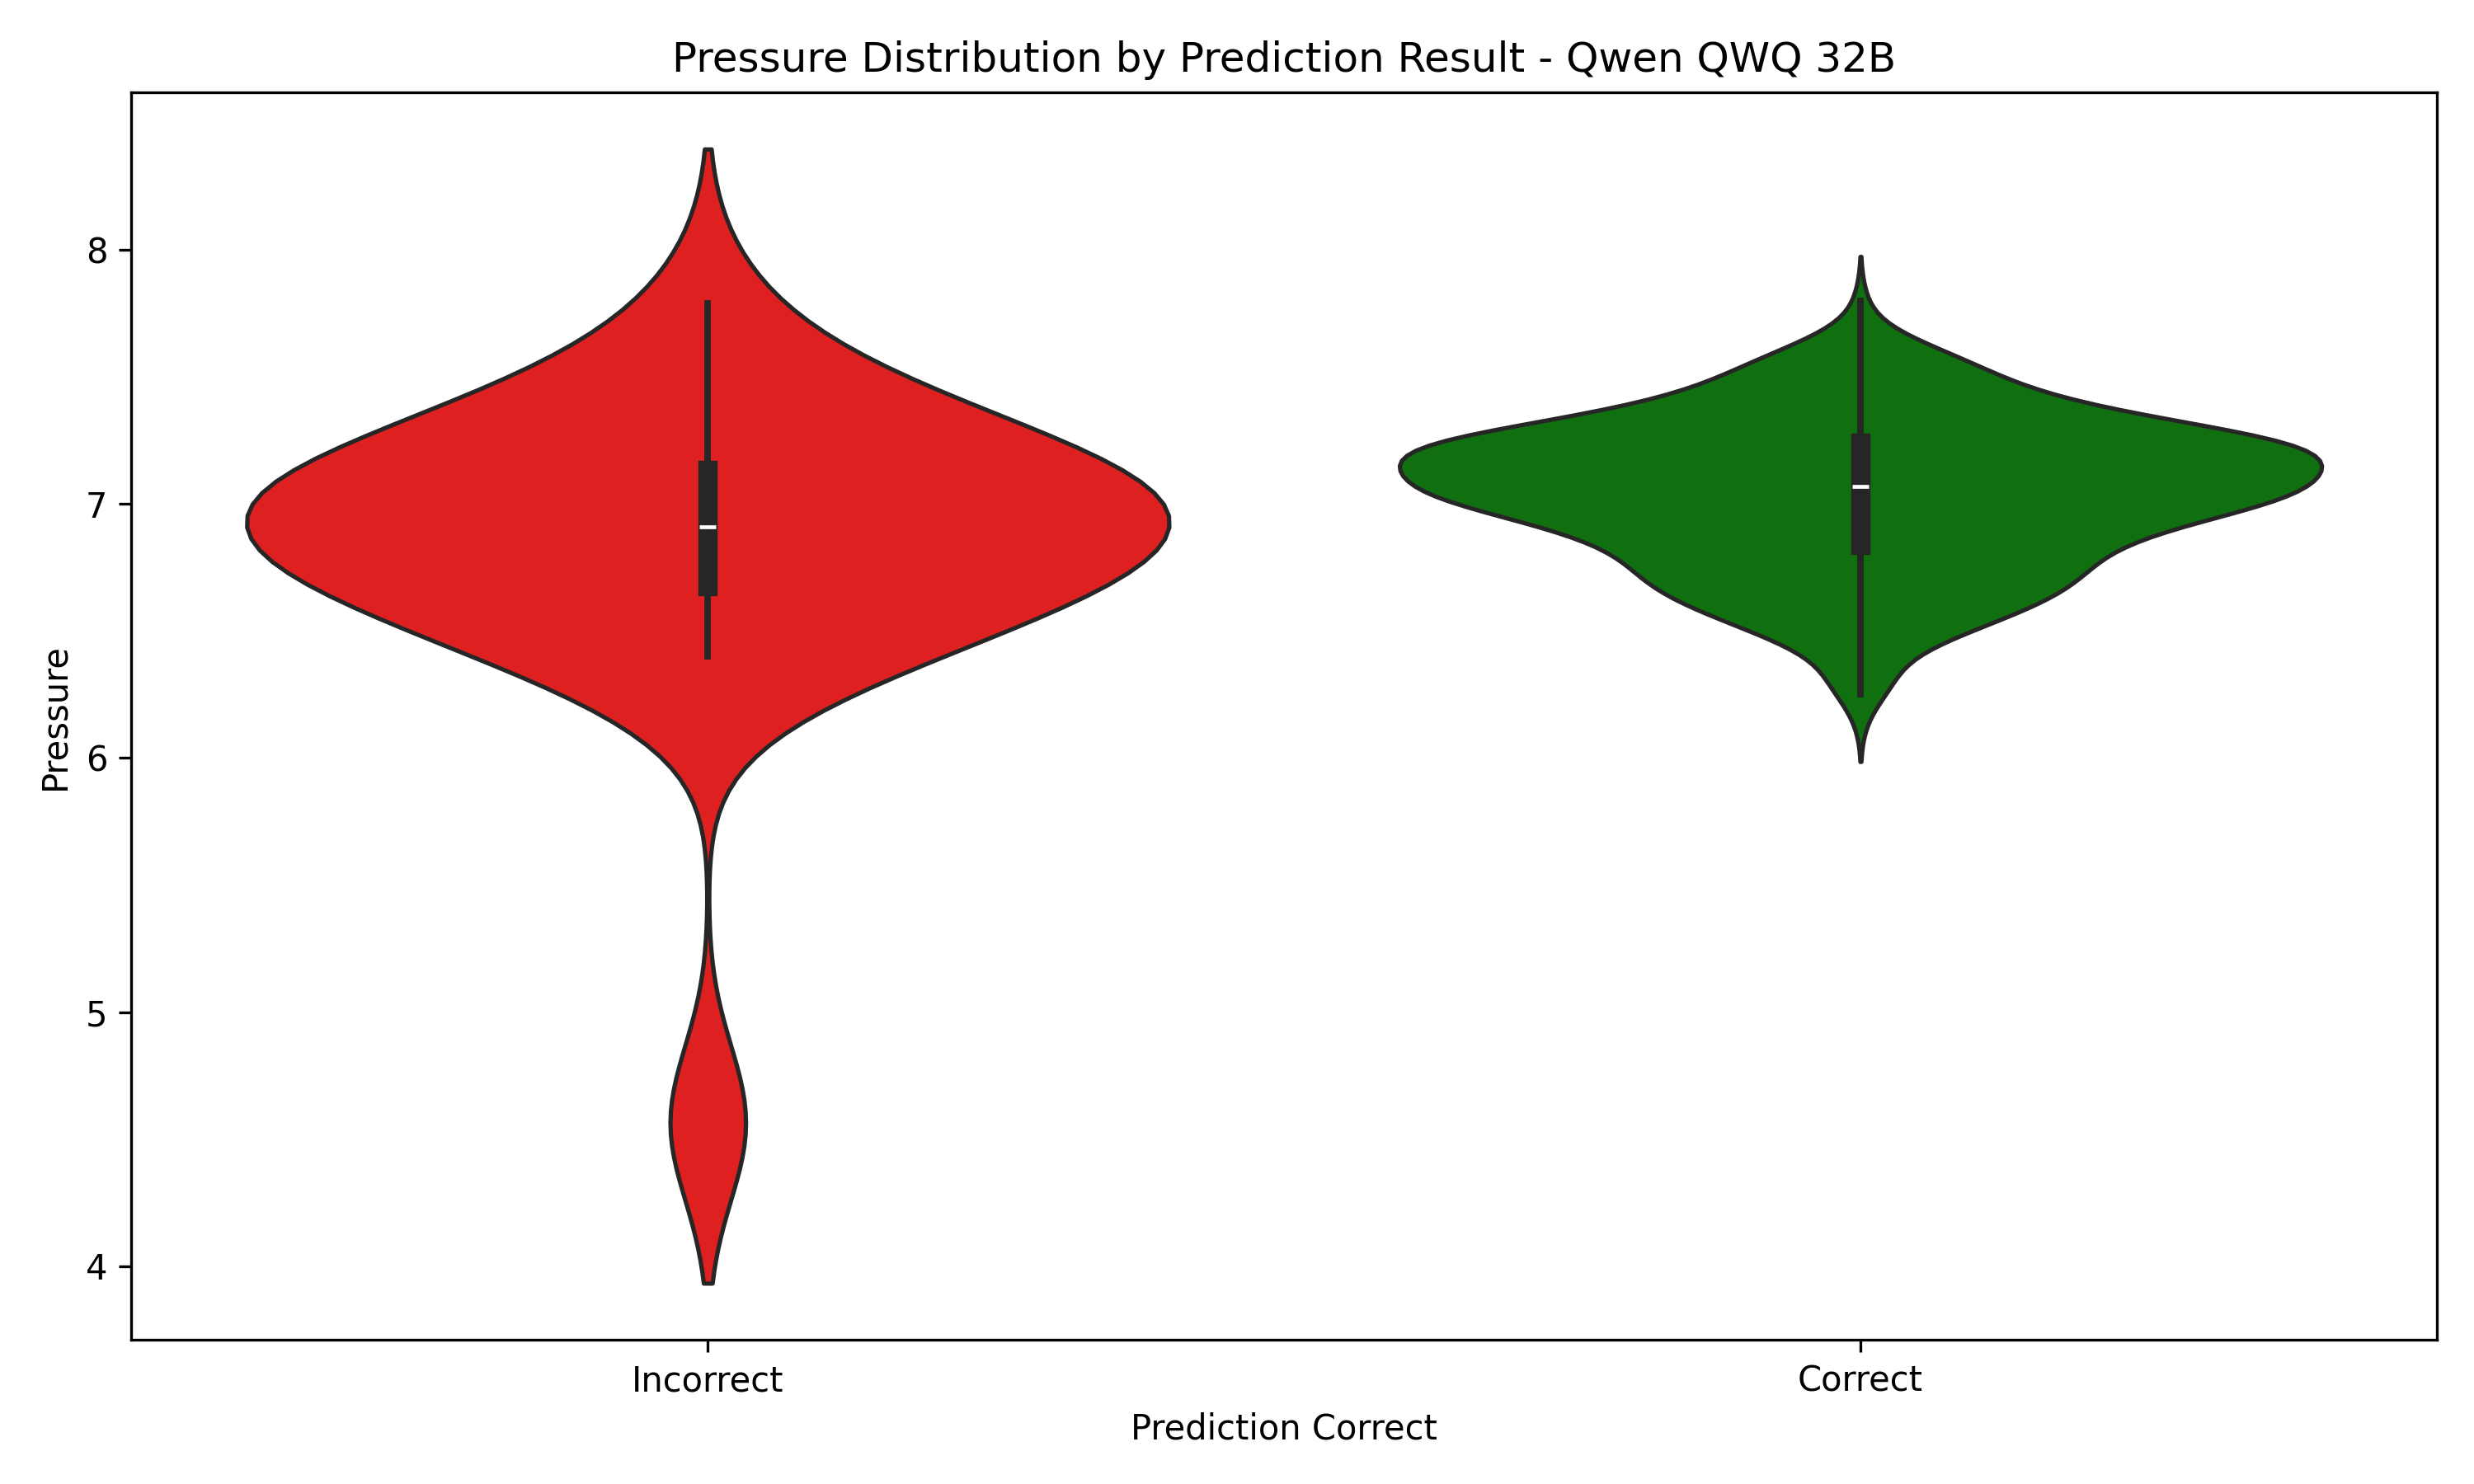 Pressure Distribution by Prediction Result - Qwen QWQ 32B
8
7
6
5
4
Pressure
Incorrect
Correct
Prediction Correct